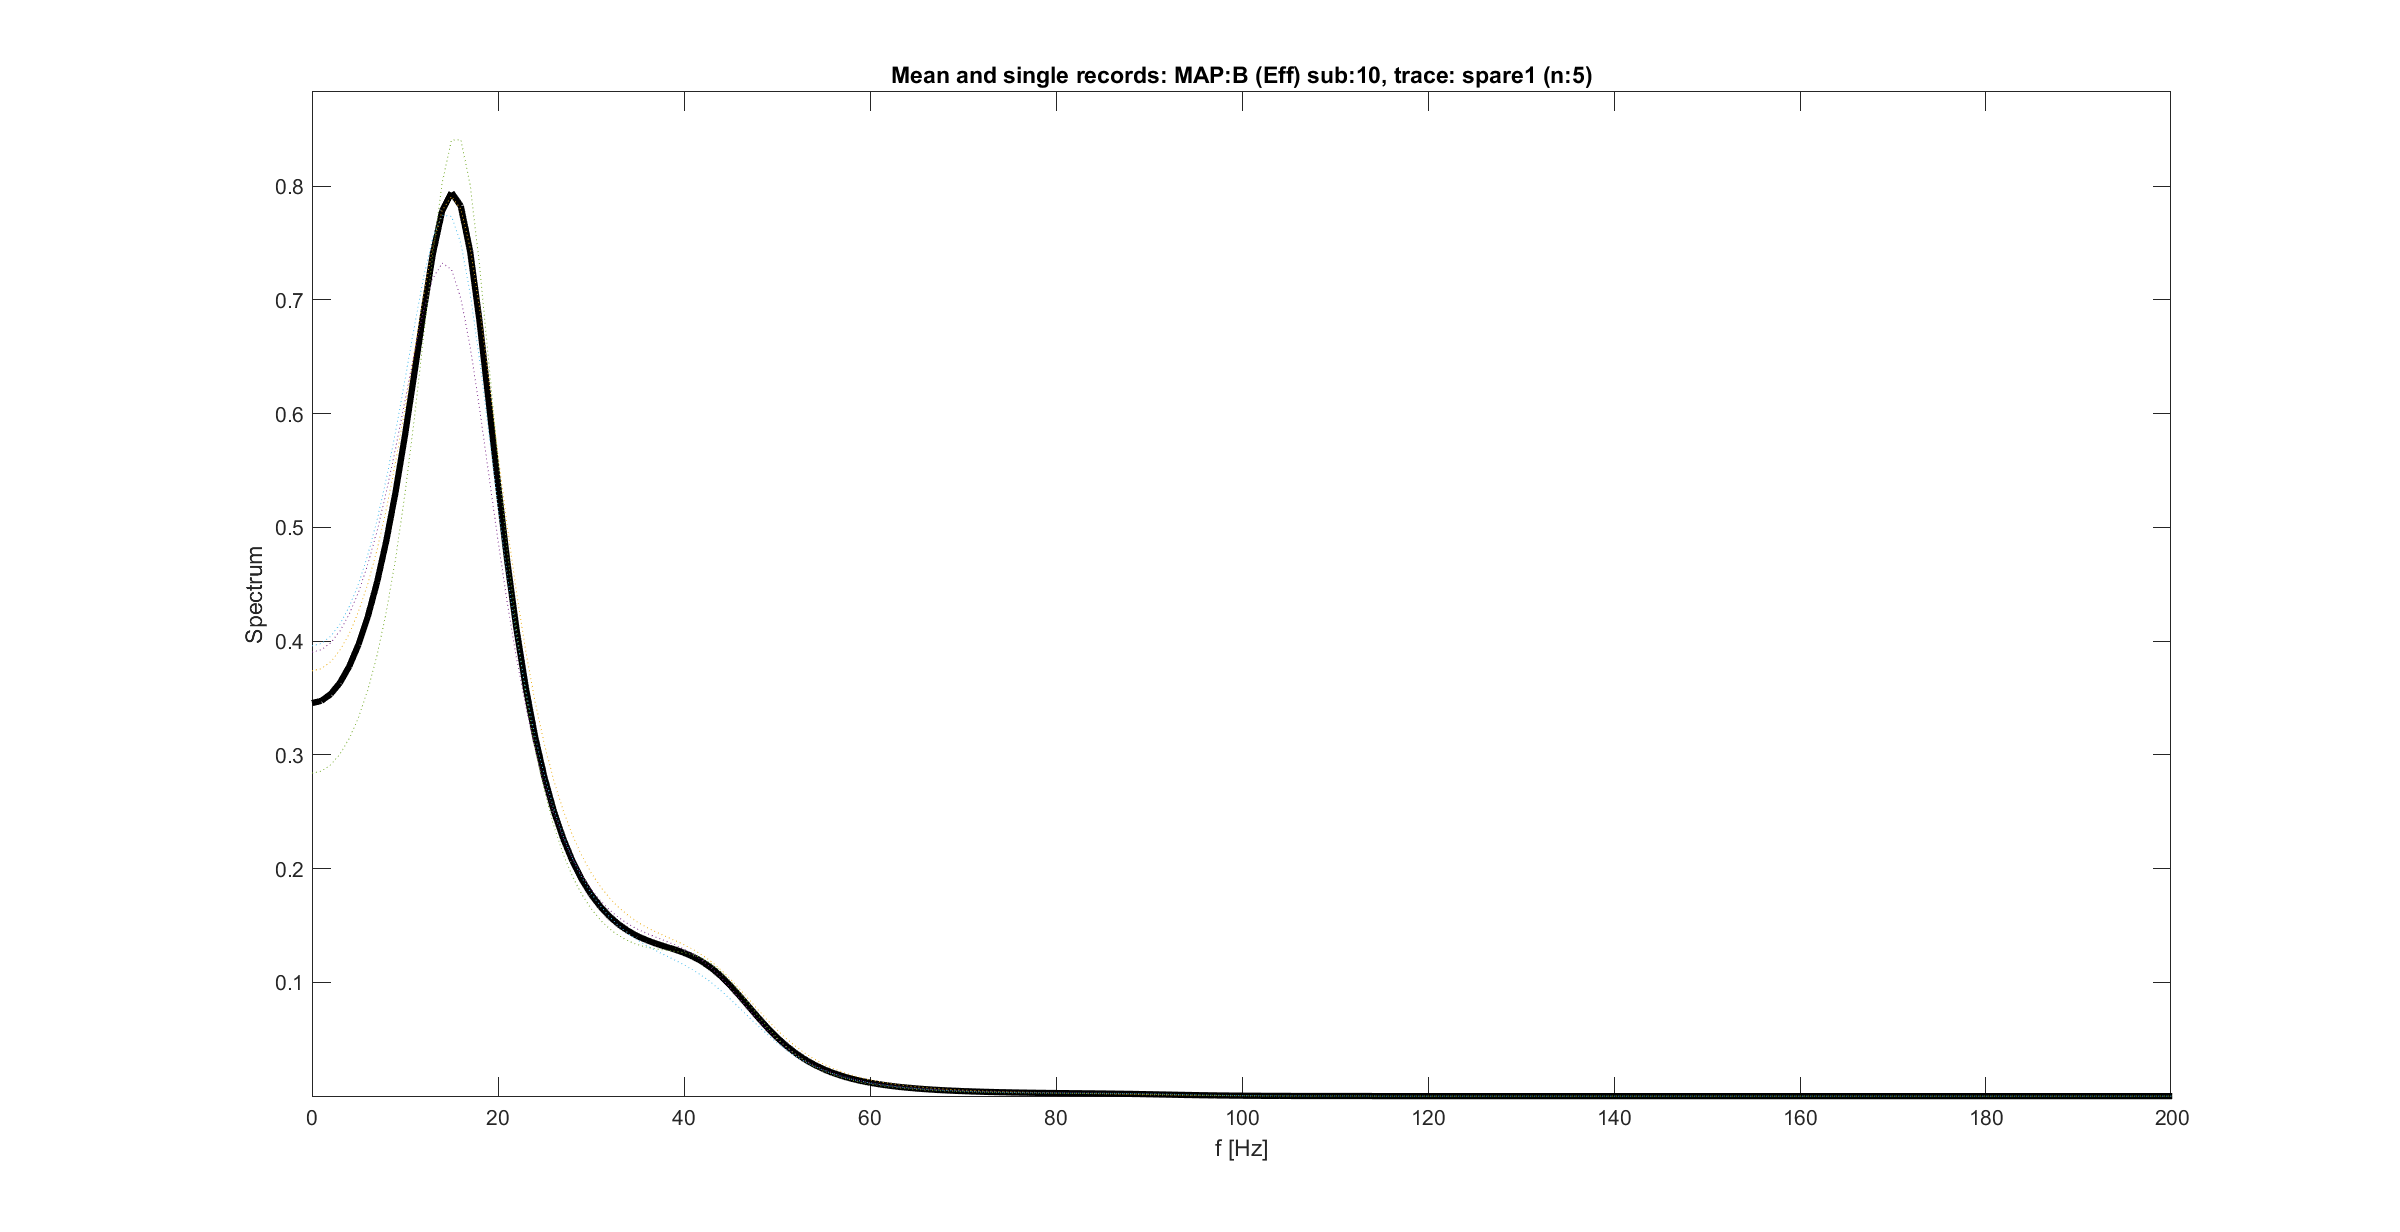 Mean and single records: MAP:B (Eff) sub:10, trace: spare1 (n:5)
Spectrum
0.8
0.7
0.6
0.5
0.4
0.3
0.2
0.1
0 20 40 60 80 100 120 140 160 180 200
f [Hz]